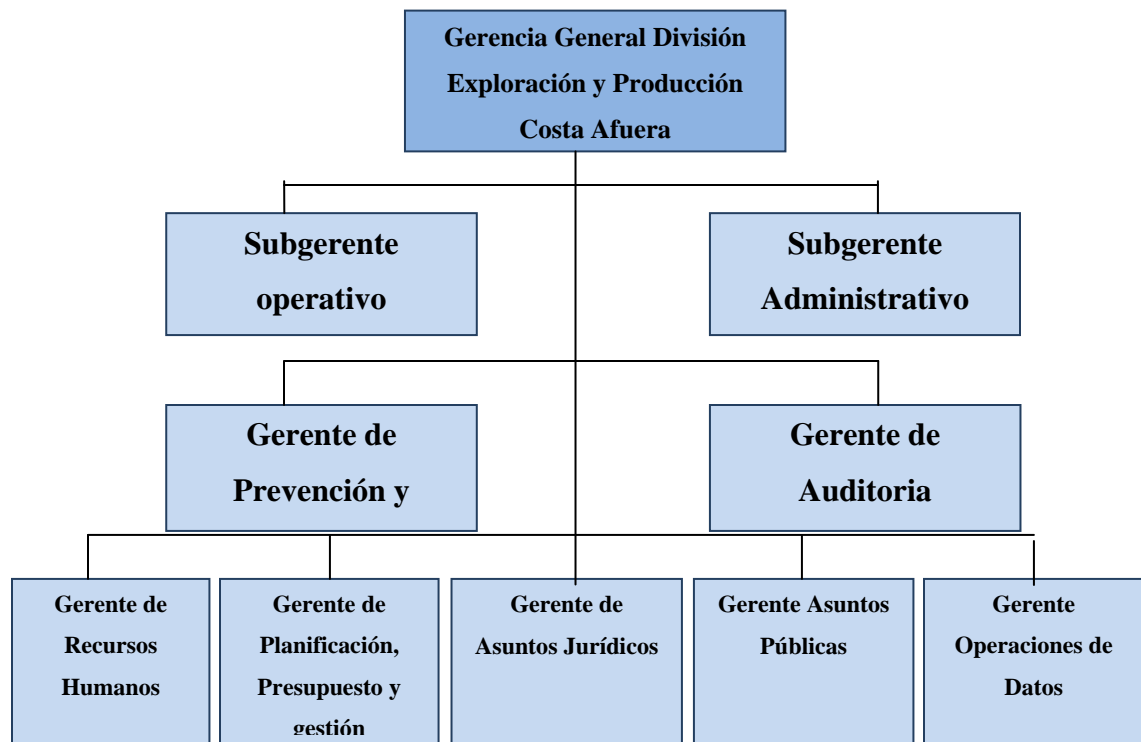 Gerencia General División
Exploración y Producción
Costa Afuera
Subgerente
operativo
Subgerente
Administrativo
Gerente de
Prevención y
Gerente de
Auditoria
Gerente de
Recursos
Humanos
Gerente de
Planificación,
Presupuesto y
gestión
Gerente de
Asuntos Jurídicos
Gerente Asuntos
Públicas
Gerente
Operaciones de
Datos